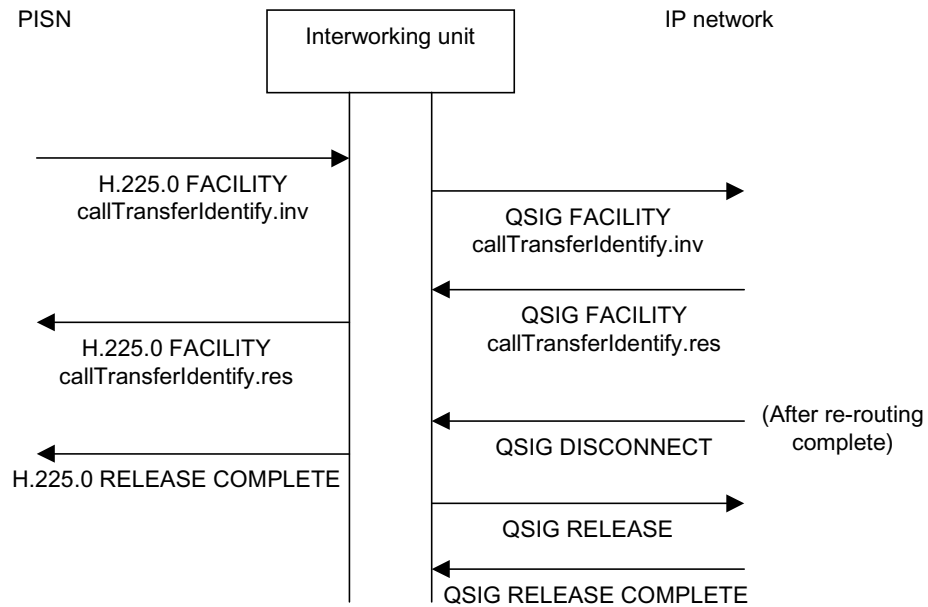 PISN
Interworking unit
IP network
H.225.0 FACILITY
callTransferIdentify.inv
QSIG FACILITY
callTransferIdentify.inv
QSIG FACILITY
callTransferIdentify.res
H.225.0 FACILITY
callTransferIdentify.res
(After re-routing
complete)
QSIG DISCONNECT
H.225.0 RELEASE COMPLETE
QSIG RELEASE
QSIG RELEASE COMPLETE